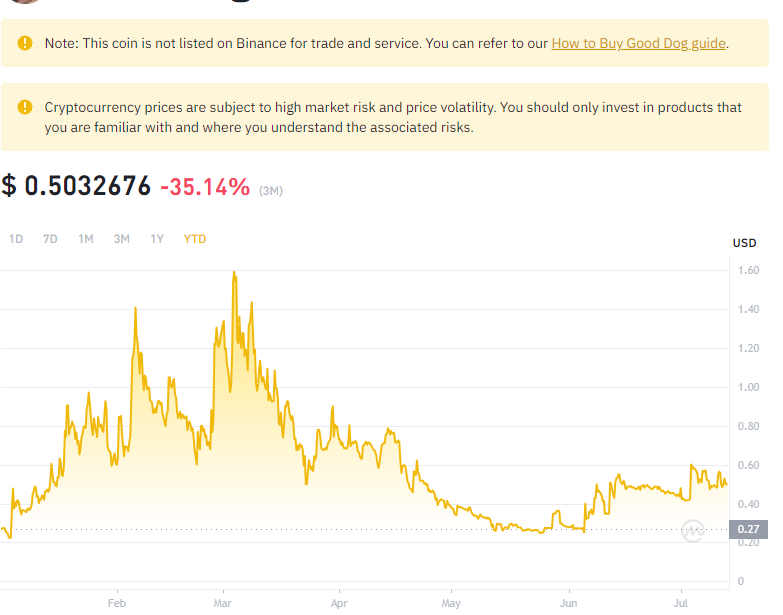 Note: This coin is not listed on Binance for trade and service. You can refer to our How to Buy Good Dog guide.
Cryptocurrency prices are subject to high market risk and price volatility. You should only invest in products that
you are familiar with and where you understand the associated risks.
$ 0.5032676 -35.14% (3M)
1D 7D 1M 3M 1Y YTD
USD
1.60
1.40
1.20
1.00
0.80
0.60
0.40
0.27
0.20
0
Feb Mar Apr May Jun Jul